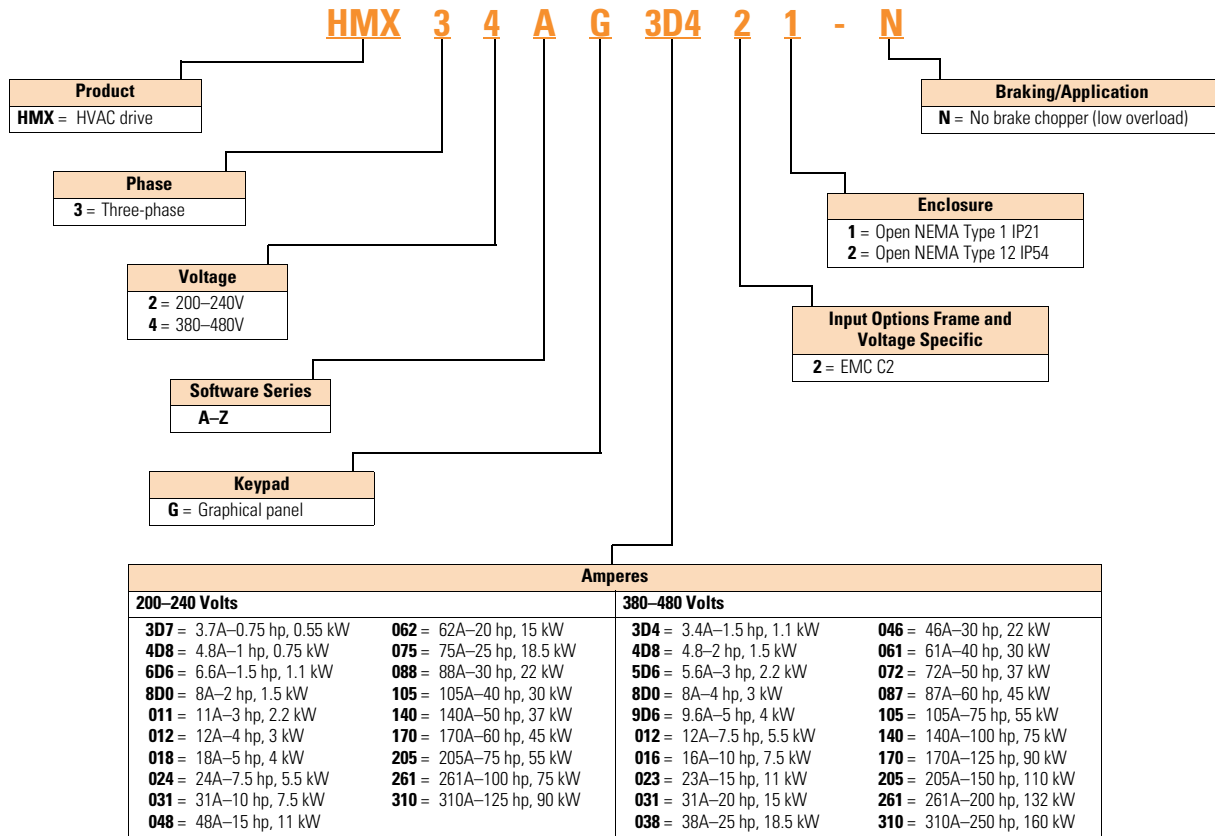 HMX 3 4 A G 3D4 2 1 - N
Product
HMX = HVAC drive
Braking/Application
N = No brake chopper (low overload)
Phase
3 = Three-phase
Enclosure
1 = Open NEMA Type 1 IP21
2 = Open NEMA Type 12 IP54
Voltage
2 = 200–240V
4 = 380–480V
Input Options Frame and
Voltage Specific
2 = EMC C2
Software Series
A–Z
Keypad
G = Graphical panel
Amperes
200–240 Volts
3D7 = 3.7A–0.75 hp, 0.55 kW
4D8 = 4.8A–1 hp, 0.75 kW
6D6 = 6.6A–1.5 hp, 1.1 kW
8D0 = 8A–2 hp, 1.5 kW
011 = 11A–3 hp, 2.2 kW
012 = 12A–4 hp, 3 kW
018 = 18A–5 hp, 4 kW
024 = 24A–7.5 hp, 5.5 kW
031 = 31A–10 hp, 7.5 kW
048 = 48A–15 hp, 11 kW
062 = 62A–20 hp, 15 kW
075 = 75A–25 hp, 18.5 kW
088 = 88A–30 hp, 22 kW
105 = 105A–40 hp, 30 kW
140 = 140A–50 hp, 37 kW
170 = 170A–60 hp, 45 kW
205 = 205A–75 hp, 55 kW
261 = 261A–100 hp, 75 kW
310 = 310A–125 hp, 90 kW
380–480 Volts
3D4 = 3.4A–1.5 hp, 1.1 kW
4D8 = 4.8–2 hp, 1.5 kW
5D6 = 5.6A–3 hp, 2.2 kW
8D0 = 8A–4 hp, 3 kW
9D6 = 9.6A–5 hp, 4 kW
012 = 12A–7.5 hp, 5.5 kW
016 = 16A–10 hp, 7.5 kW
023 = 23A–15 hp, 11 kW
031 = 31A–20 hp, 15 kW
038 = 38A–25 hp, 18.5 kW
046 = 46A–30 hp, 22 kW
061 = 61A–40 hp, 30 kW
072 = 72A–50 hp, 37 kW
087 = 87A–60 hp, 45 kW
105 = 105A–75 hp, 55 kW
140 = 140A–100 hp, 75 kW
170 = 170A–125 hp, 90 kW
205 = 205A–150 hp, 110 kW
261 = 261A–200 hp, 132 kW
310 = 310A–250 hp, 160 kW